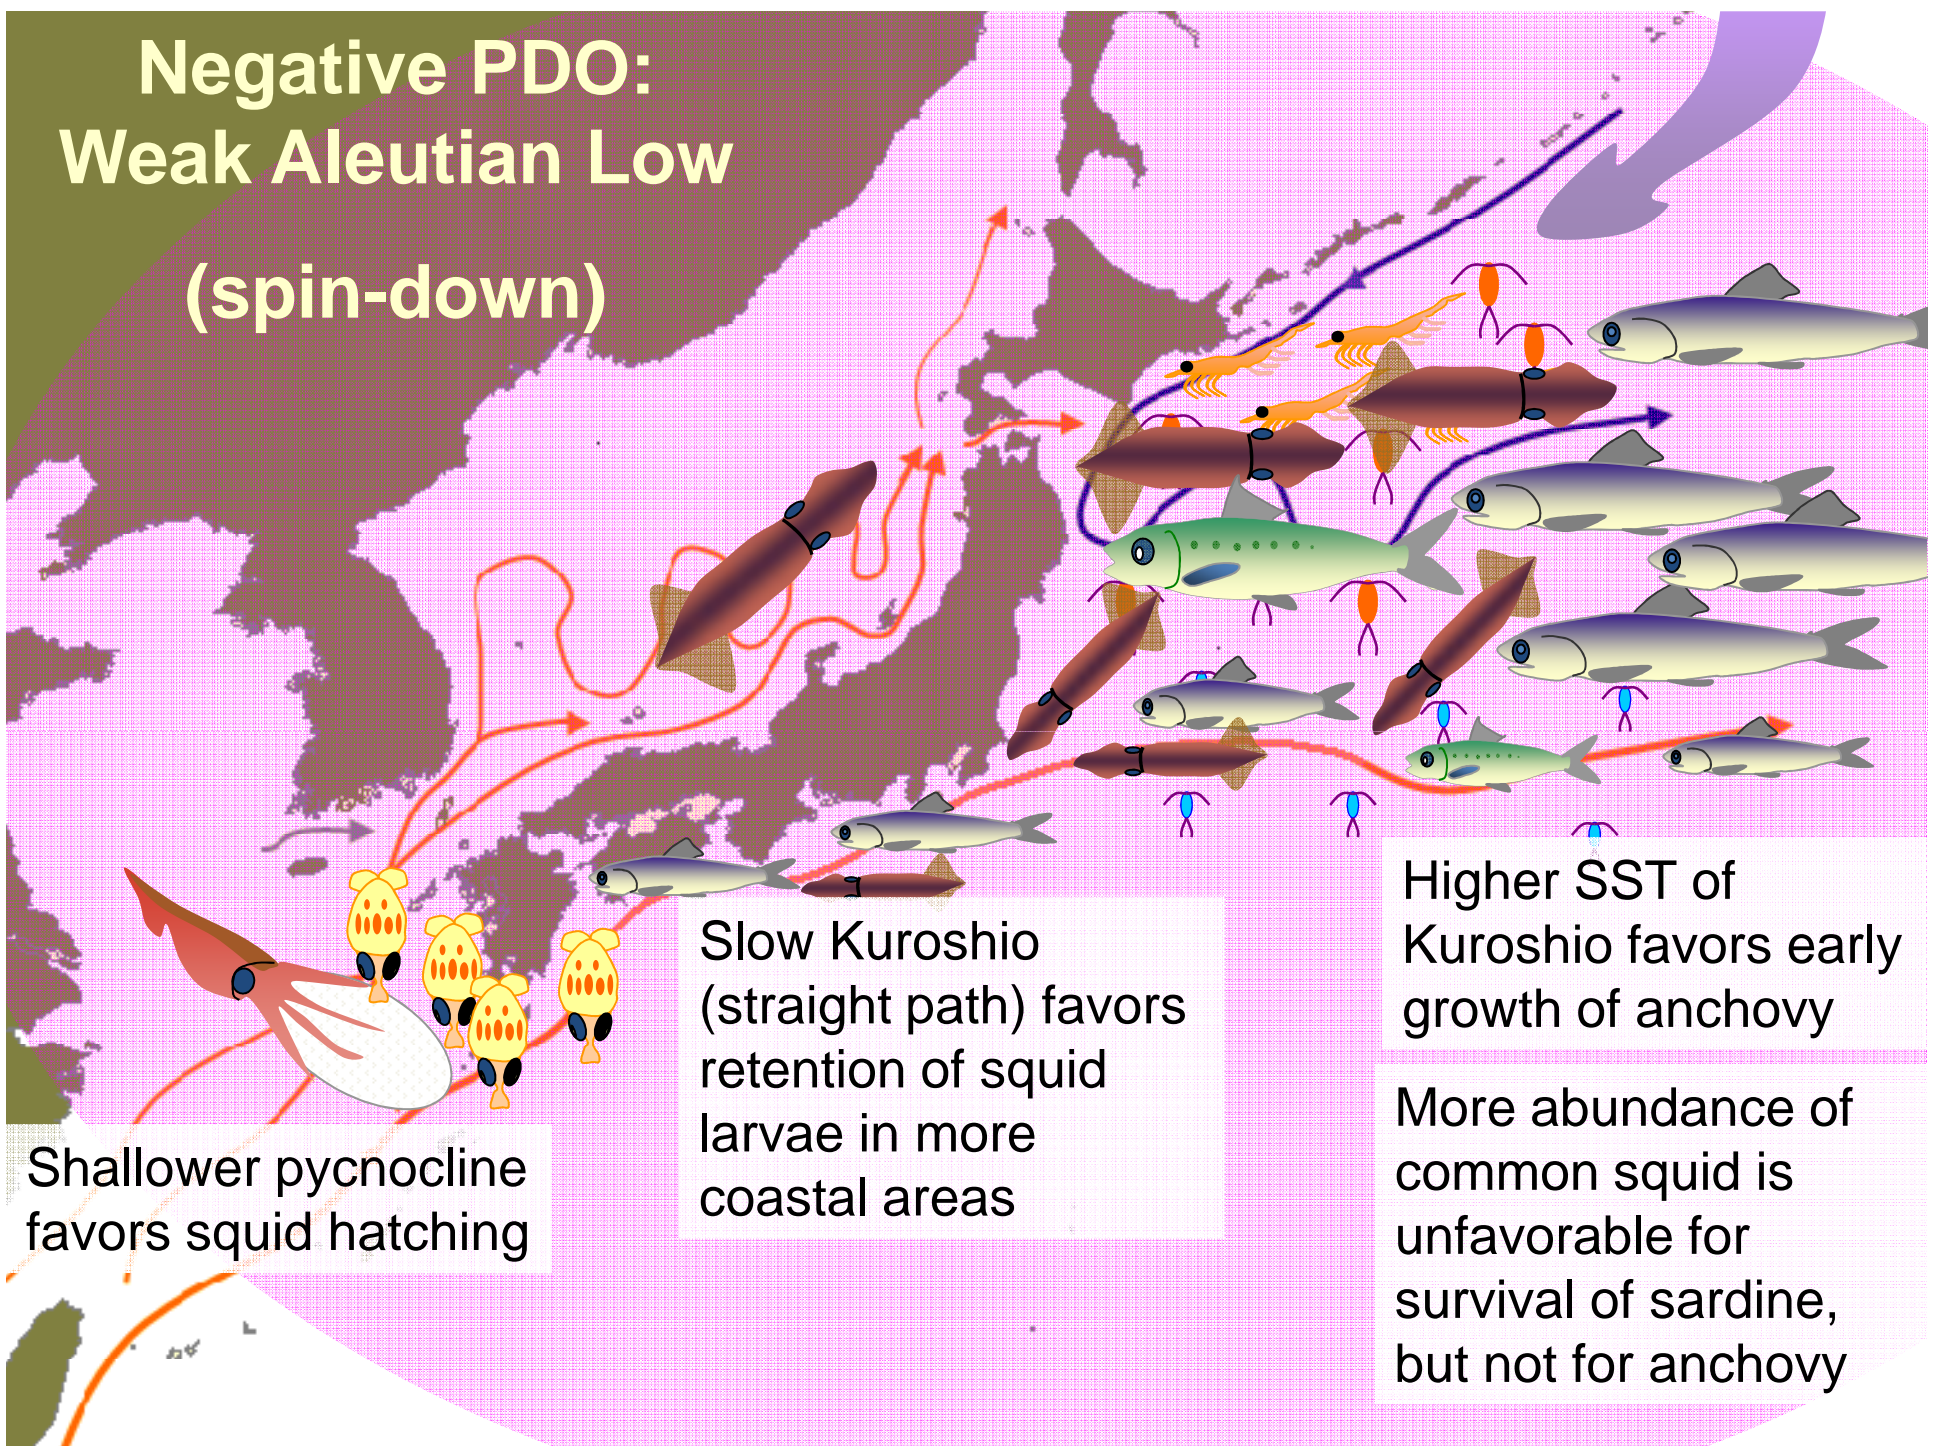 Negative PDO:
Weak Aleutian Low
(spin-down)
Shallower pycnocline
favors squid hatching
Slow Kuroshio
(straight path) favors
retention of squid
larvae in more
coastal areas
Higher SST of
Kuroshio favors early
growth of anchovy
More abundance of
common squid is
unfavorable for
survival of sardine,
but not for anchovy